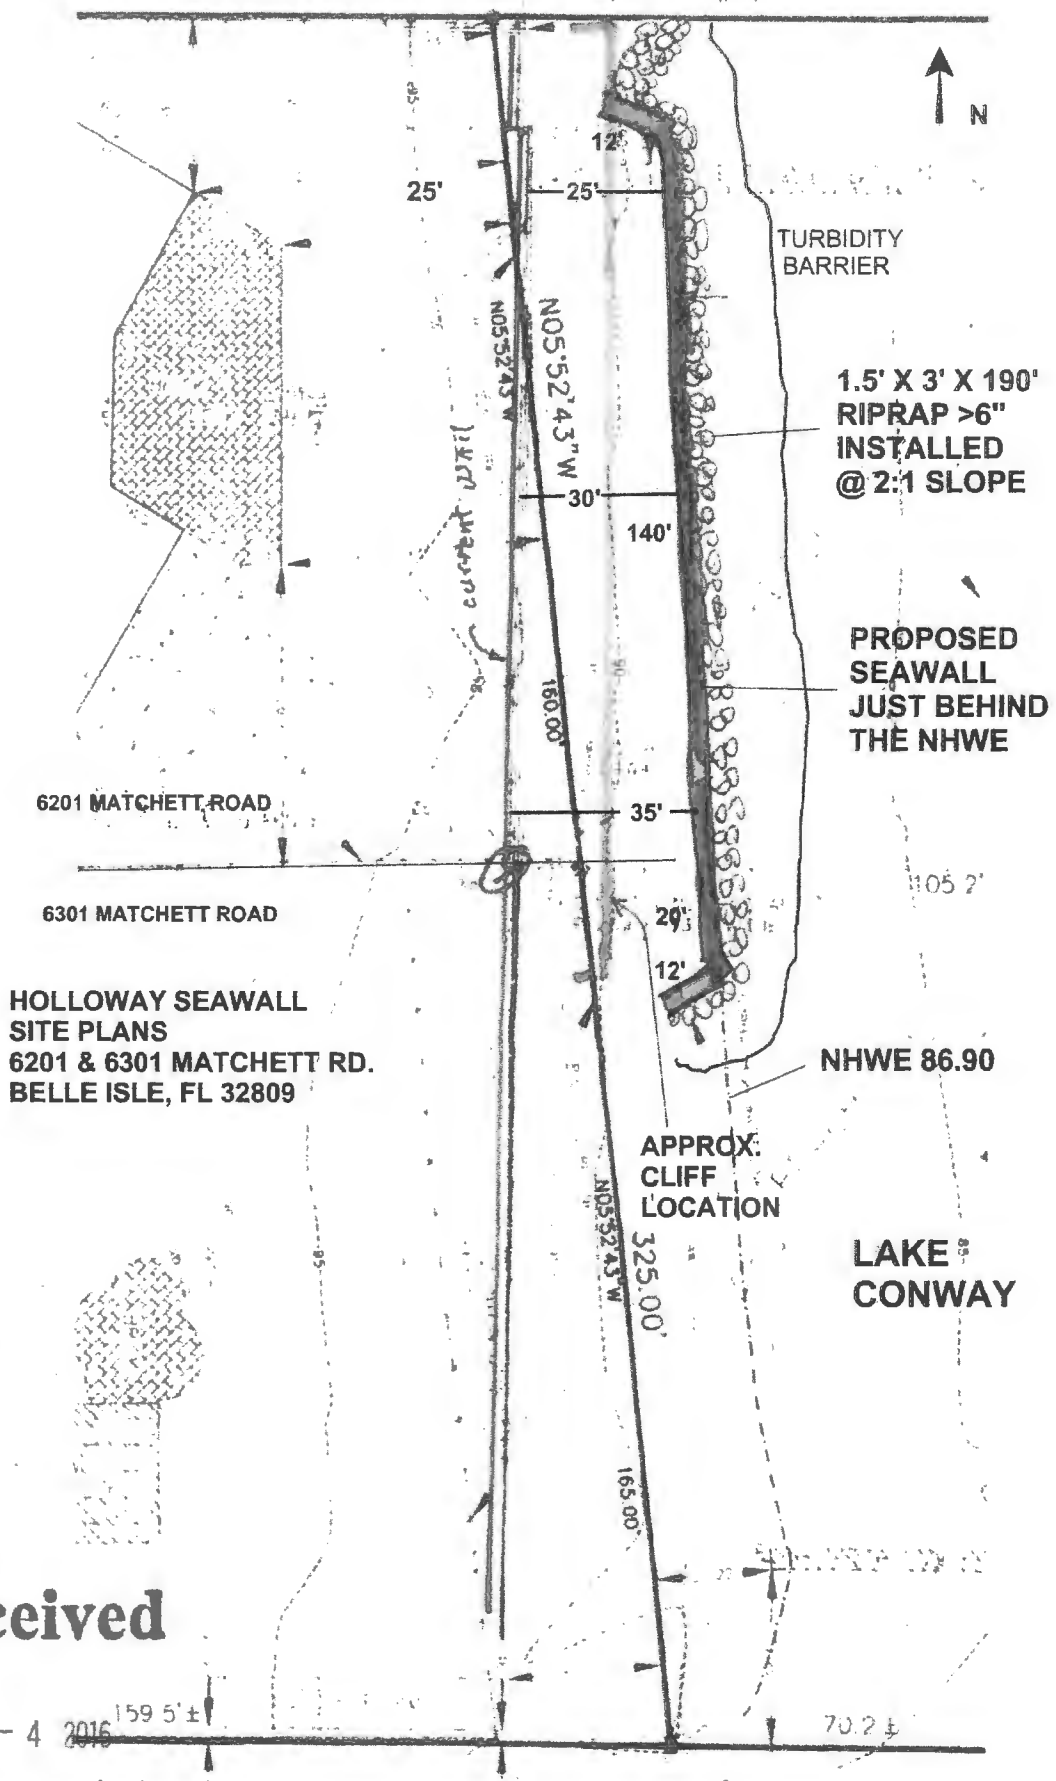 N
12'
25'
25'
TURBIDITY
BARRIER
N05°52'43"W
N05°52'43"W
1.5' X 3' X 190'
RIPRAP >6"
INSTALLED
@ 2:1 SLOPE
30'
140'
current
PROPOSED
SEAWALL
JUST BEHIND
THE NHWE
160.00'
6201 MATCHETT ROAD
35'
6301 MATCHETT ROAD
105.2'
20'
12'
HOLLOWAY SEAWALL
SITE PLANS
6201 & 6301 MATCHETT RD.
BELLE ISLE, FL 32809
NHWE 86.90
APPROX.
CLIFF
LOCATION
N05°52'43"W
325.00'
LAKE
CONWAY
165.00'
ceived
159.5'±
- 4 2016
70.2'±